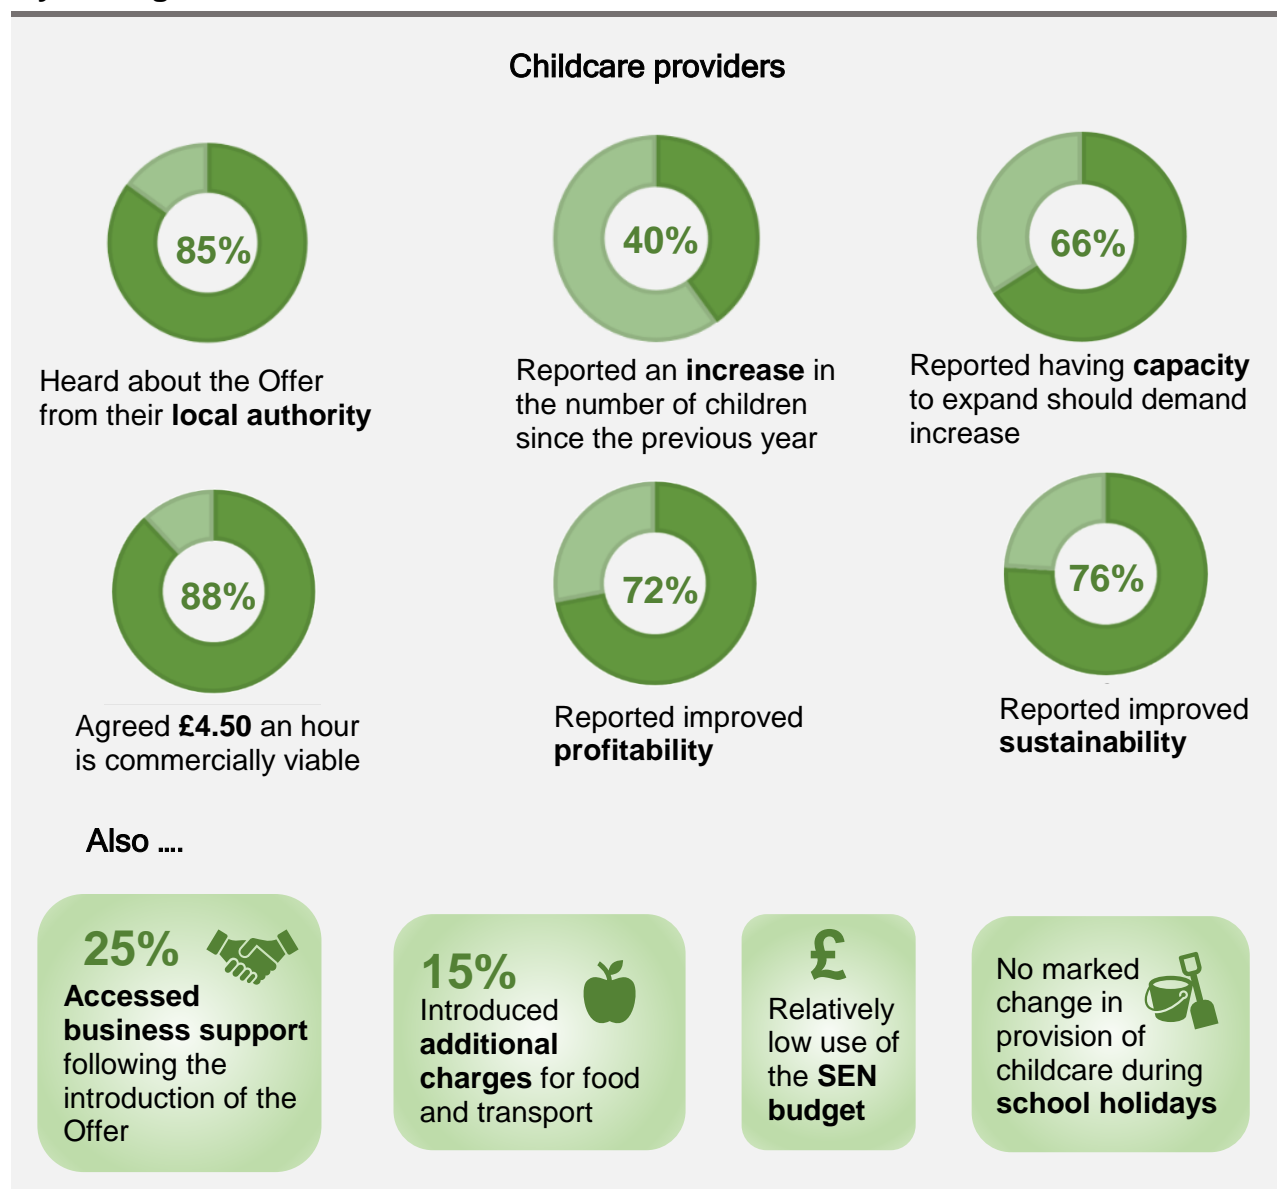 Childcare providers
85%
Heard about the Offer
from their local authority
40%
Reported an increase in
the number of children
since the previous year
66%
Reported having capacity
to expand should demand
increase
88%
Agreed £4.50 an hour
is commercially viable
72%
Reported improved
profitability
76%
Reported improved
sustainability
Also ....
25%
Accessed
business support
following the
introduction of the
Offer
15%
Introduced
additional
charges for food
and transport
£
Relatively
low use of
the SEN
budget
No marked
change in
provision of
childcare during
school holidays